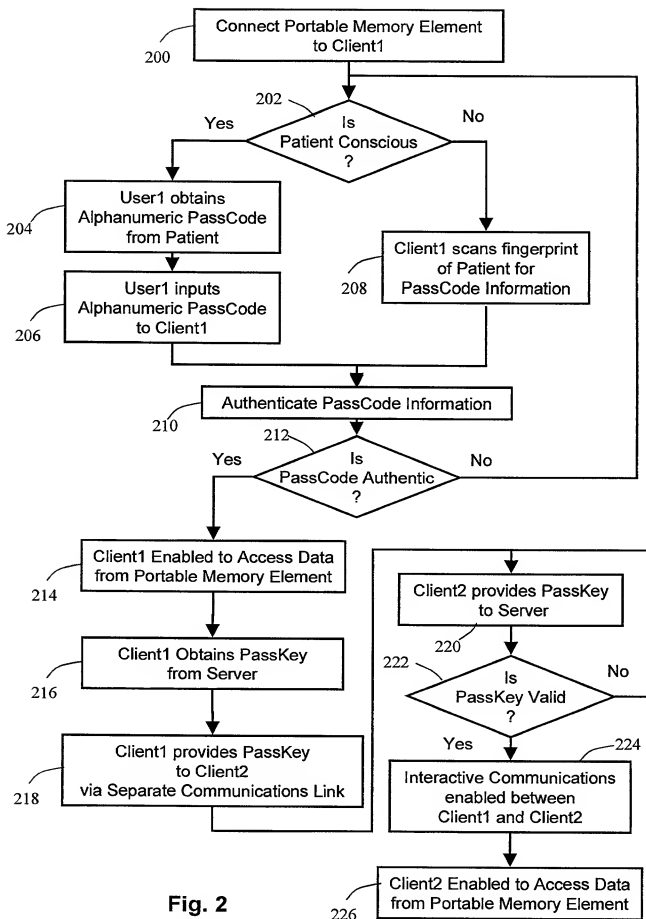 Connect Portable Memory Element
to Client1
200
202
Yes
Is
Patient Conscious
?
No
User1 obtains
Alphanumeric PassCode
from Patient
204
User1 inputs
Alphanumeric PassCode
to Client1
206
Client1 scans fingerprint
of Patient for
PassCode Information
208
Authenticate PassCode Information
210
212
Yes
Is
PassCode Authentic
?
No
Client1 Enabled to Access Data
from Portable Memory Element
214
Client1 Obtains PassKey
from Server
216
Client1 provides PassKey
to Client2
via Separate Communications Link
218
Client2 provides PassKey
to Server
220
222
Is
PassKey Valid
?
No
Yes
224
Interactive Communications
enabled between
Client1 and Client2
Client2 Enabled to Access Data
from Portable Memory Element
226
Fig. 2